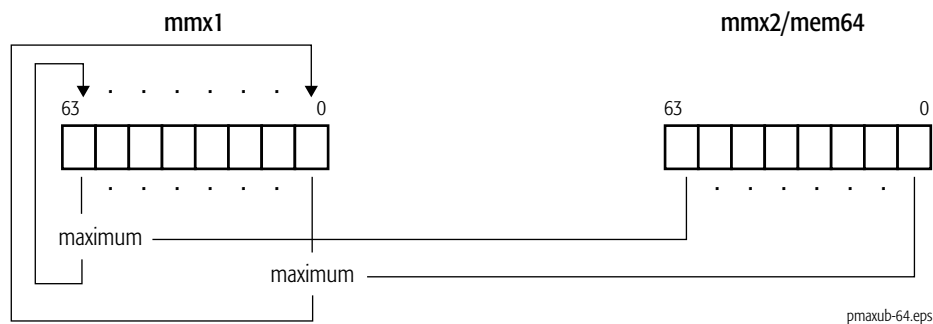 mmx1 mmx2/mem64
. . . . . .
63 0 63 0
. . . . . . . . . . . .
maximum
maximum
pmaxub-64.eps